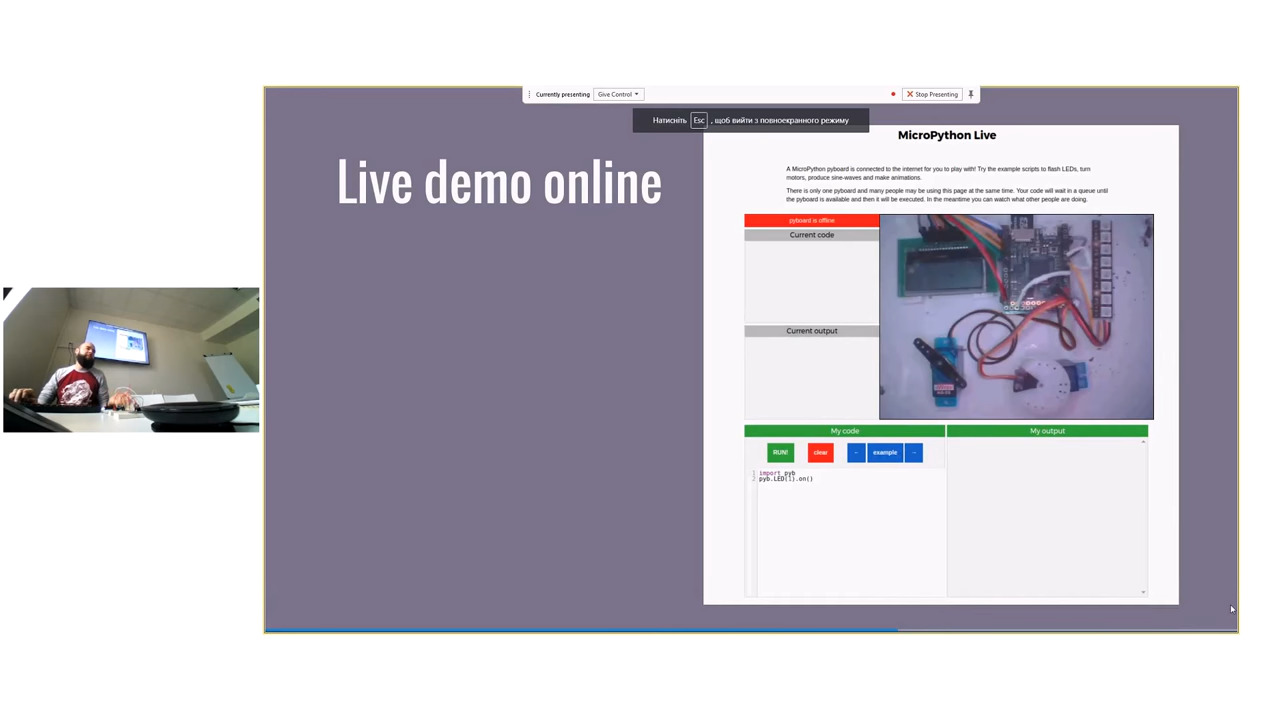 Currently presenting
Give Control
Stop Presenting
Натисніть Esc , щоб вийти з повноекранного режиму
Live demo online
MicroPython Live
A MicroPython pyboard is connected to the internet for you to play with! Try the example scripts to flash LEDs, turn
motors, produce sine-waves and make animations.
There is only one pyboard and many people may be using this page at the same time. Your code will wait in a queue until
the pyboard is available and then it will be executed. In the meantime you can watch what other people are doing.
pyboard is offline
Current code
Current output
My code
My output
RUN!
clear
←
example
→
1 import pyb
2 pyb.LED(1).on()